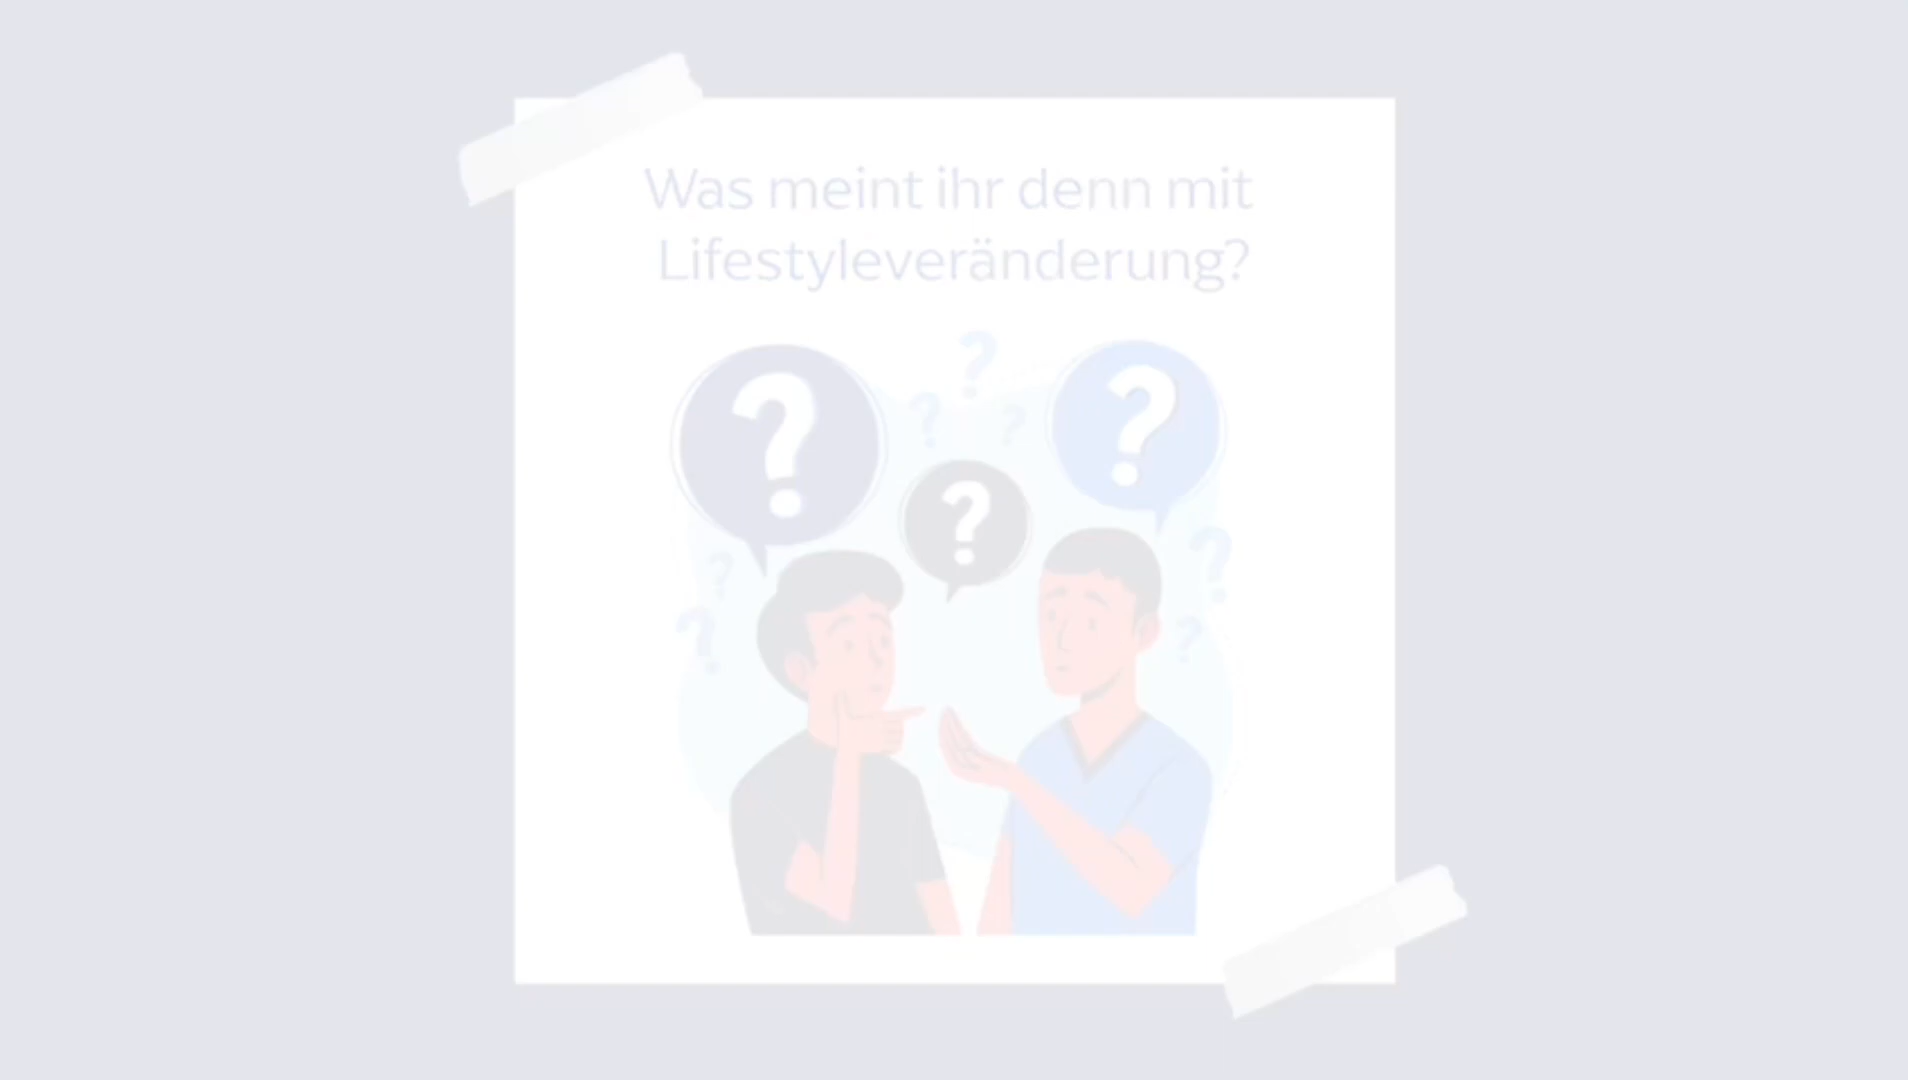 Was meint ihr denn mit
Lifestyleveränderung?
? ? ?
? ?
?
? ?
? ?